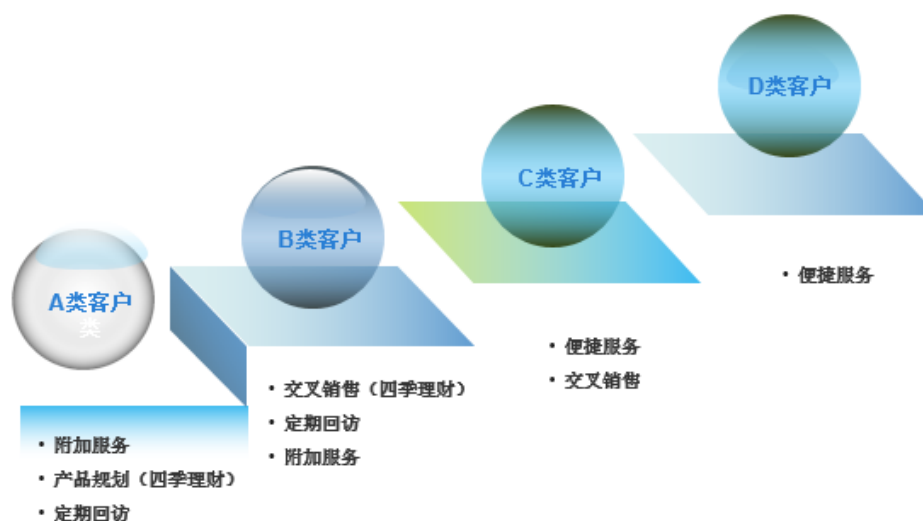 A类客户
类
• 附加服务
• 产品规划（四季理财）
• 定期回访
B类客户
• 交叉销售（四季理财）
• 定期回访
• 附加服务
C类客户
• 便捷服务
• 交叉销售
D类客户
• 便捷服务